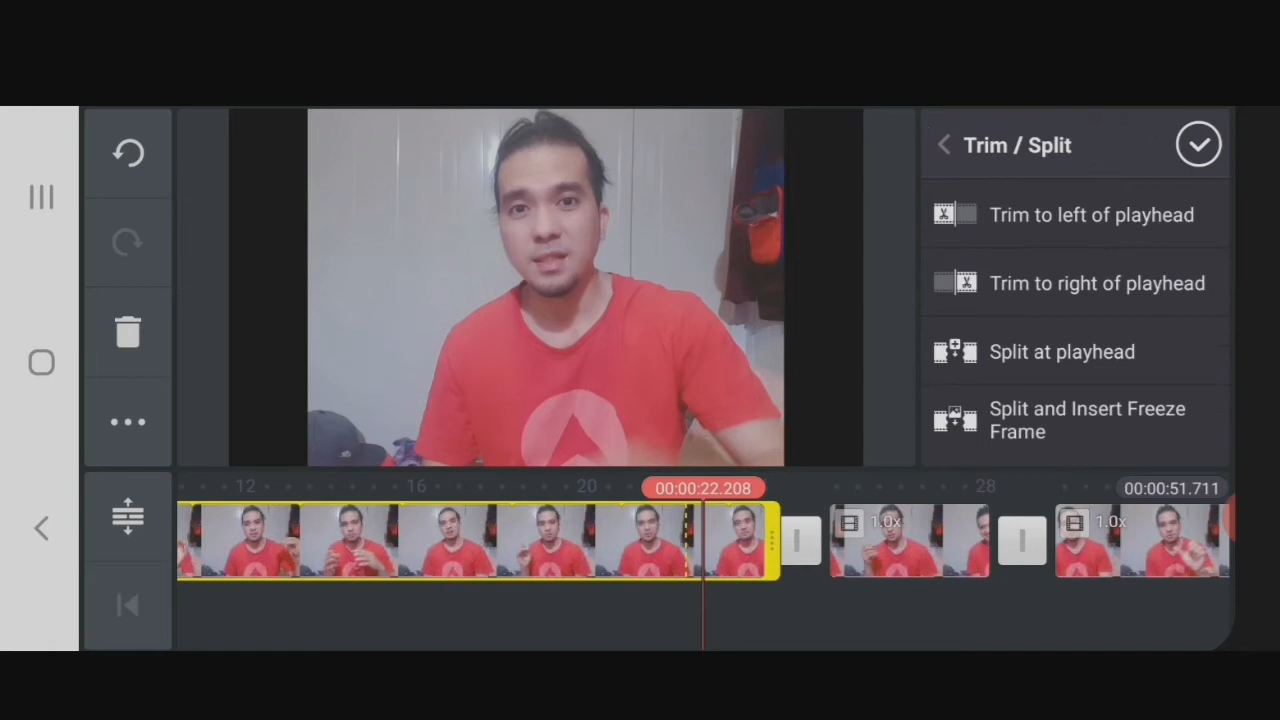 Trim / Split
Trim to left of playhead
Trim to right of playhead
Split at playhead
Split and Insert Freeze
Frame
12
16
20
00:00:22.208
28
00:00:51.711
1.0x
1.0x